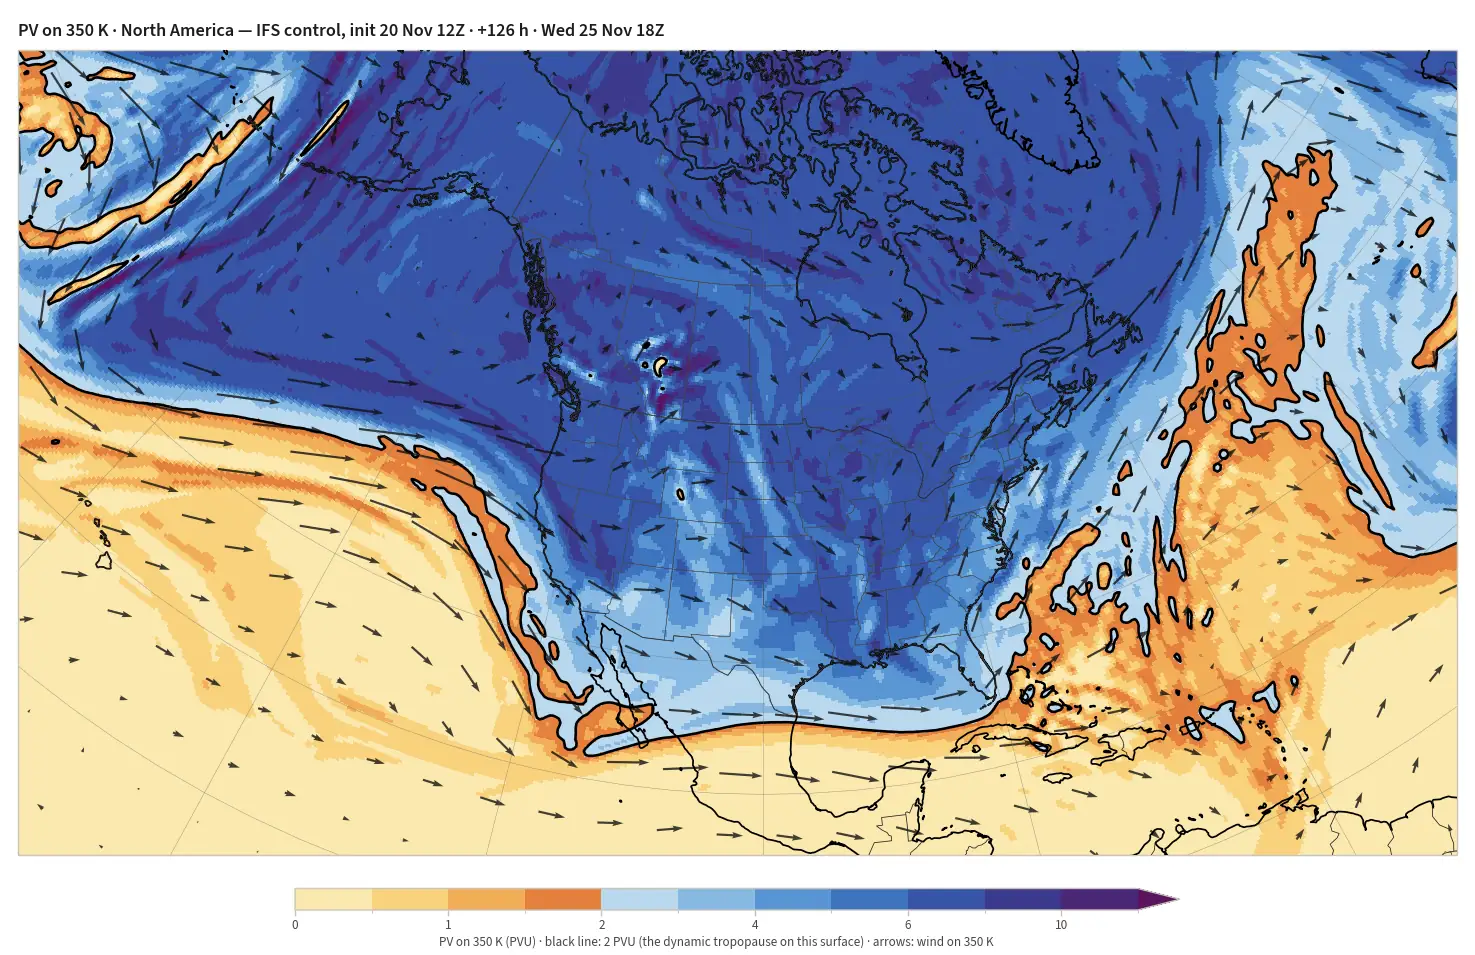 PV on 350 K · North America — IFS control, init 20 Nov 12Z · +126 h · Wed 25 Nov 18Z
0 1 2 4 6 10
PV on 350 K (PVU) · black line: 2 PVU (the dynamic tropopause on this surface) · arrows: wind on 350 K